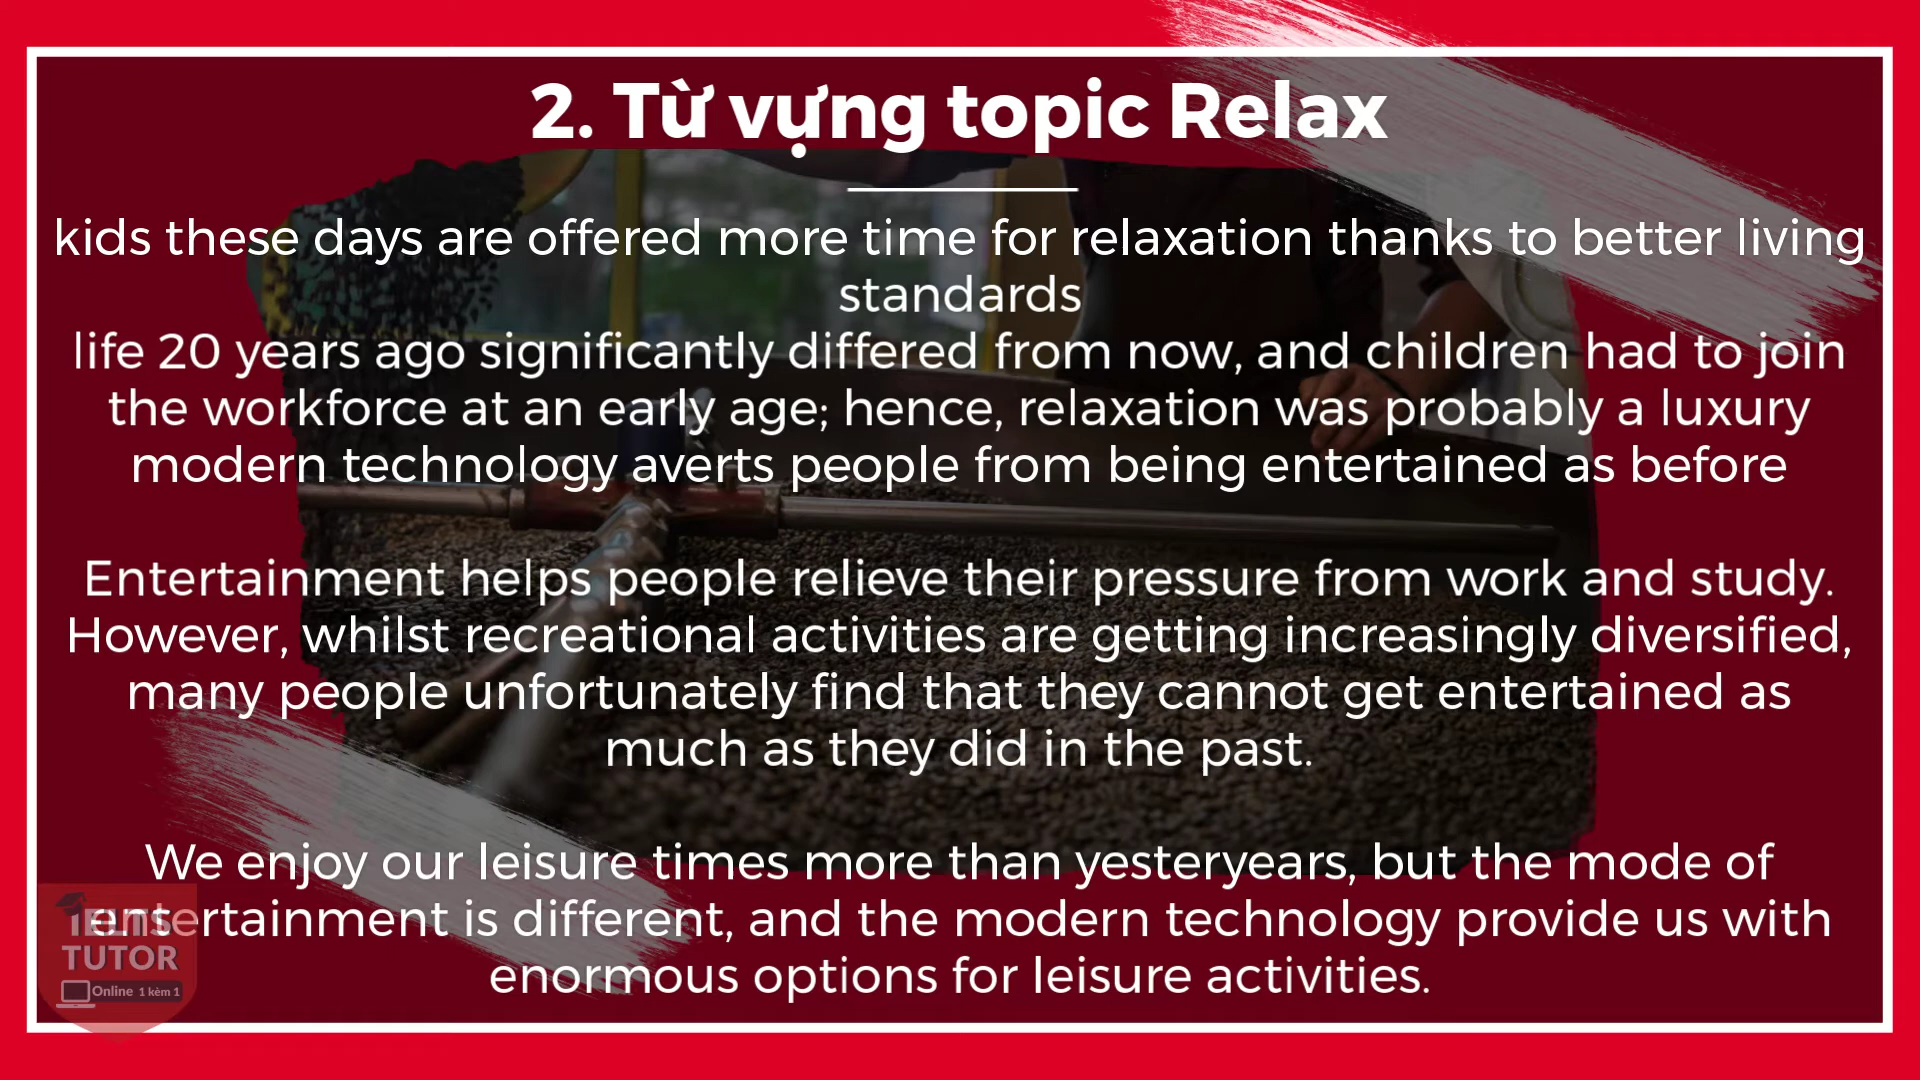 2. Từ vựng topic Relax
kids these days are offered more time for relaxation thanks to better living
standards
life 20 years ago significantly differed from now, and children had to join
the workforce at an early age; hence, relaxation was probably a luxury
modern technology averts people from being entertained as before
Entertainment helps people relieve their pressure from work and study.
However, whilst recreational activities are getting increasingly diversified,
many people unfortunately find that they cannot get entertained as
much as they did in the past.
We enjoy our leisure times more than yesteryears, but the mode of
entertainment is different, and the modern technology provide us with
enormous options for leisure activities.
IELTS
TUTOR
Online 1 kèm 1